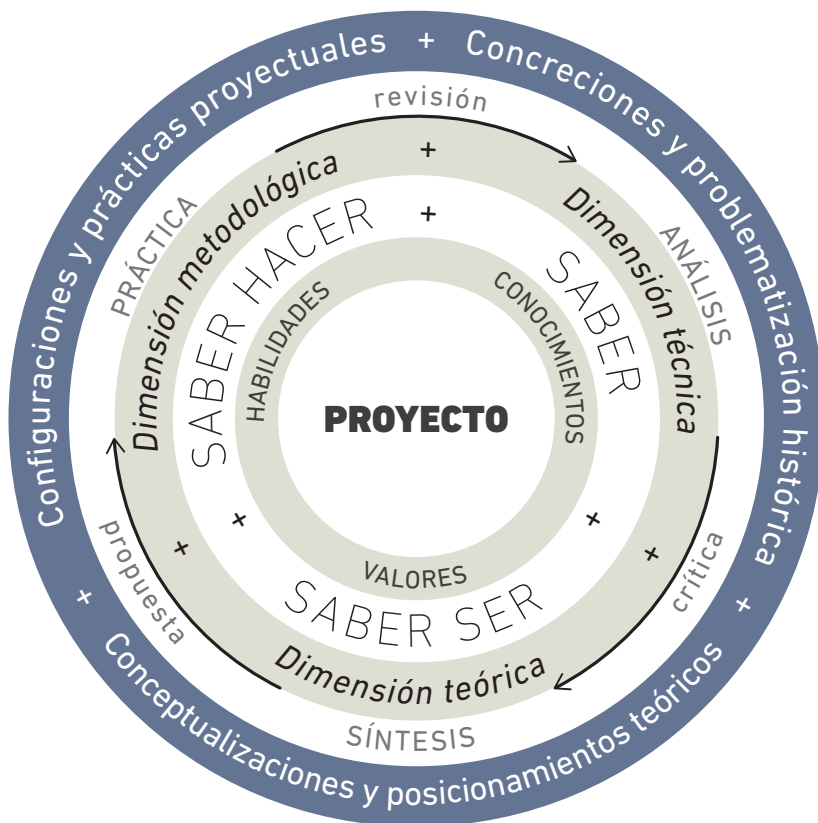 Configuraciones y prácticas proyectuales
+
Concreciones y problematización histórica
+
Conceptualizaciones y posicionamientos teóricos
+
revisión
PRÁCTICA
ANÁLISIS
crítica
SÍNTESIS
propuesta
Dimensión metodológica
+
Dimensión técnica
+
Dimensión teórica
+
SABER HACER
+
SABER
+
SABER SER
+
HABILIDADES
CONOCIMIENTOS
VALORES
PROYECTO